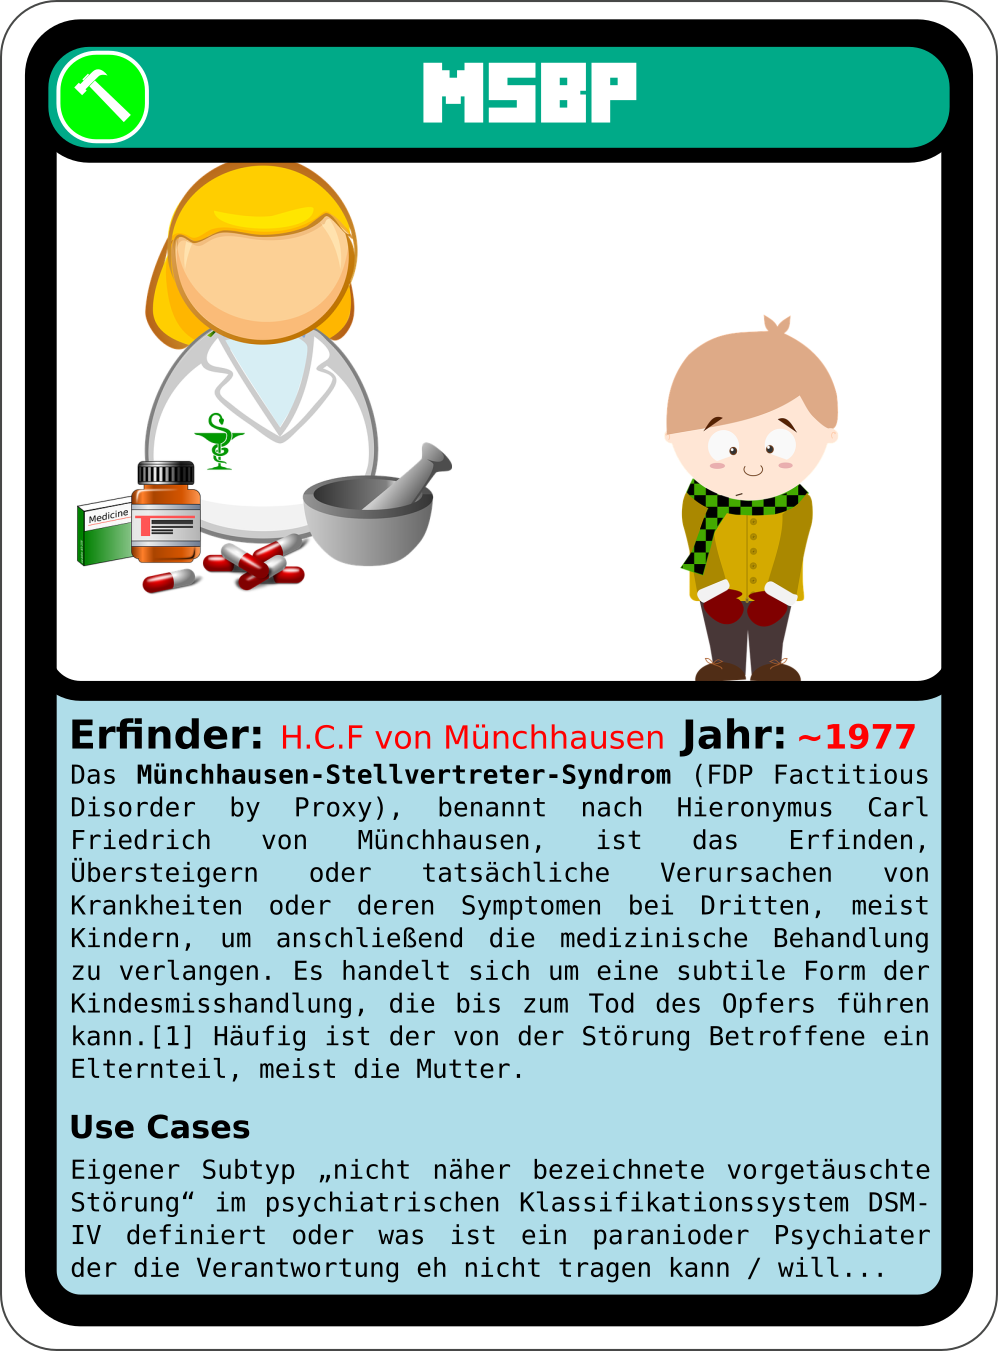 MSBP
Medicine
Erfinder: H.C.F von Münchhausen Jahr: ~1977
Das Münchhausen-Stellvertreter-Syndrom (FDP Factitious
Disorder by Proxy), benannt nach Hieronymus Carl
Friedrich von Münchhausen, ist das Erfinden,
Übersteigern oder tatsächliche Verursachen von
Krankheiten oder deren Symptomen bei Dritten, meist
Kindern, um anschließend die medizinische Behandlung
zu verlangen. Es handelt sich um eine subtile Form der
Kindesmisshandlung, die bis zum Tod des Opfers führen
kann.[1] Häufig ist der von der Störung Betroffene ein
Elternteil, meist die Mutter.
Use Cases
Eigener Subtyp „nicht näher bezeichnete vorgetäuschte
Störung“ im psychiatrischen Klassifikationssystem DSM-
IV definiert oder was ist ein paranioder Psychiater
der die Verantwortung eh nicht tragen kann / will...